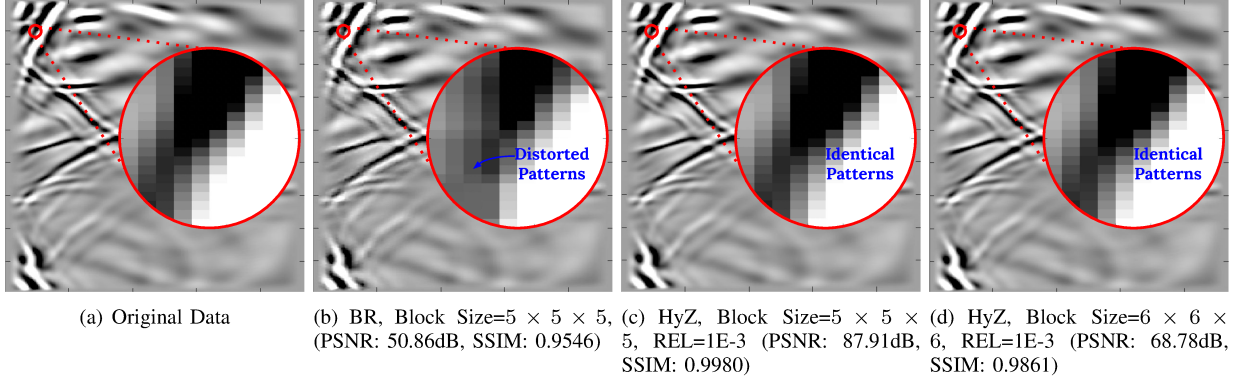 Distorted
Patterns
Identical
Patterns
Identical
Patterns
(a) Original Data
(b) BR, Block Size=5 × 5 × 5,
(PSNR: 50.86dB, SSIM: 0.9546)
(c) HyZ, Block Size=5 × 5 ×
5, REL=1E-3 (PSNR: 87.91dB,
SSIM: 0.9980)
(d) HyZ, Block Size=6 × 6 ×
6, REL=1E-3 (PSNR: 68.78dB,
SSIM: 0.9861)